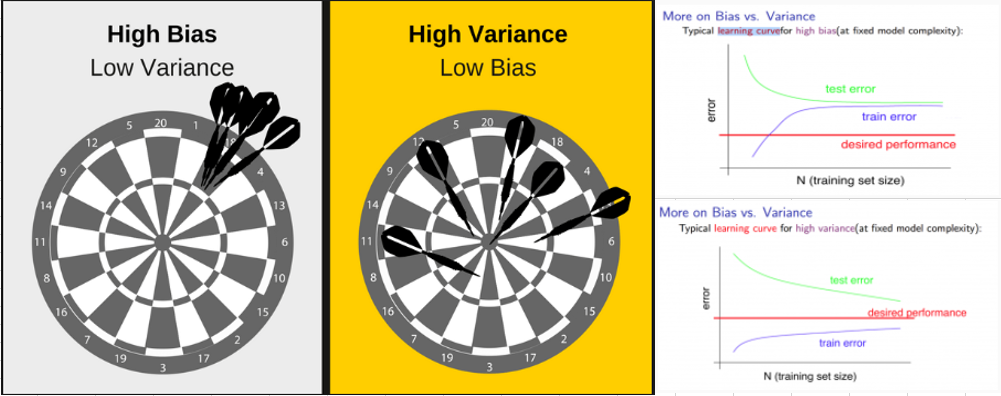 High Bias
Low Variance
20
1
18
4
13
6
10
15
2
17
3
19
7
16
8
11
14
9
12
5
High Variance
Low Bias
20
18
4
6
10
15
2
17
3
19
7
16
8
11
14
9
12
5
More on Bias vs. Variance
Typical learning curvefor high bias(at fixed model complexity):
error
test error
train error
desired performance
N (training set size)
More on Bias vs. Variance
Typical learning curve for high variance(at fixed model complexity):
error
test error
desired performance
train error
N (training set size)